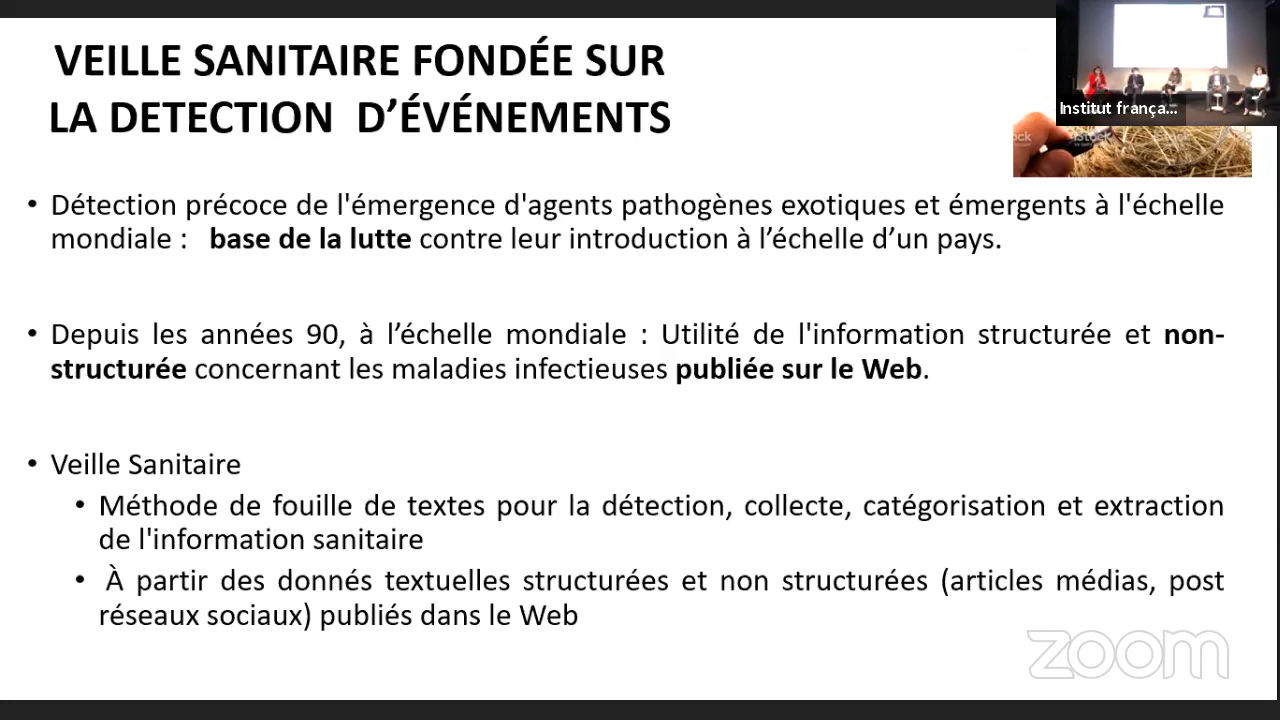 VEILLE SANITAIRE FONDÉE SUR
LA DETECTION D’ÉVÉNEMENTS
Institut frança...
iStock
• Détection précoce de l'émergence d'agents pathogènes exotiques et émergents à l'échelle
mondiale : base de la lutte contre leur introduction à l’échelle d’un pays.
• Depuis les années 90, à l’échelle mondiale : Utilité de l'information structurée et non-
structurée concernant les maladies infectieuses publiée sur le Web.
• Veille Sanitaire
• Méthode de fouille de textes pour la détection, collecte, catégorisation et extraction
de l'information sanitaire
• À partir des donnés textuelles structurées et non structurées (articles médias, post
réseaux sociaux) publiés dans le Web
zoom